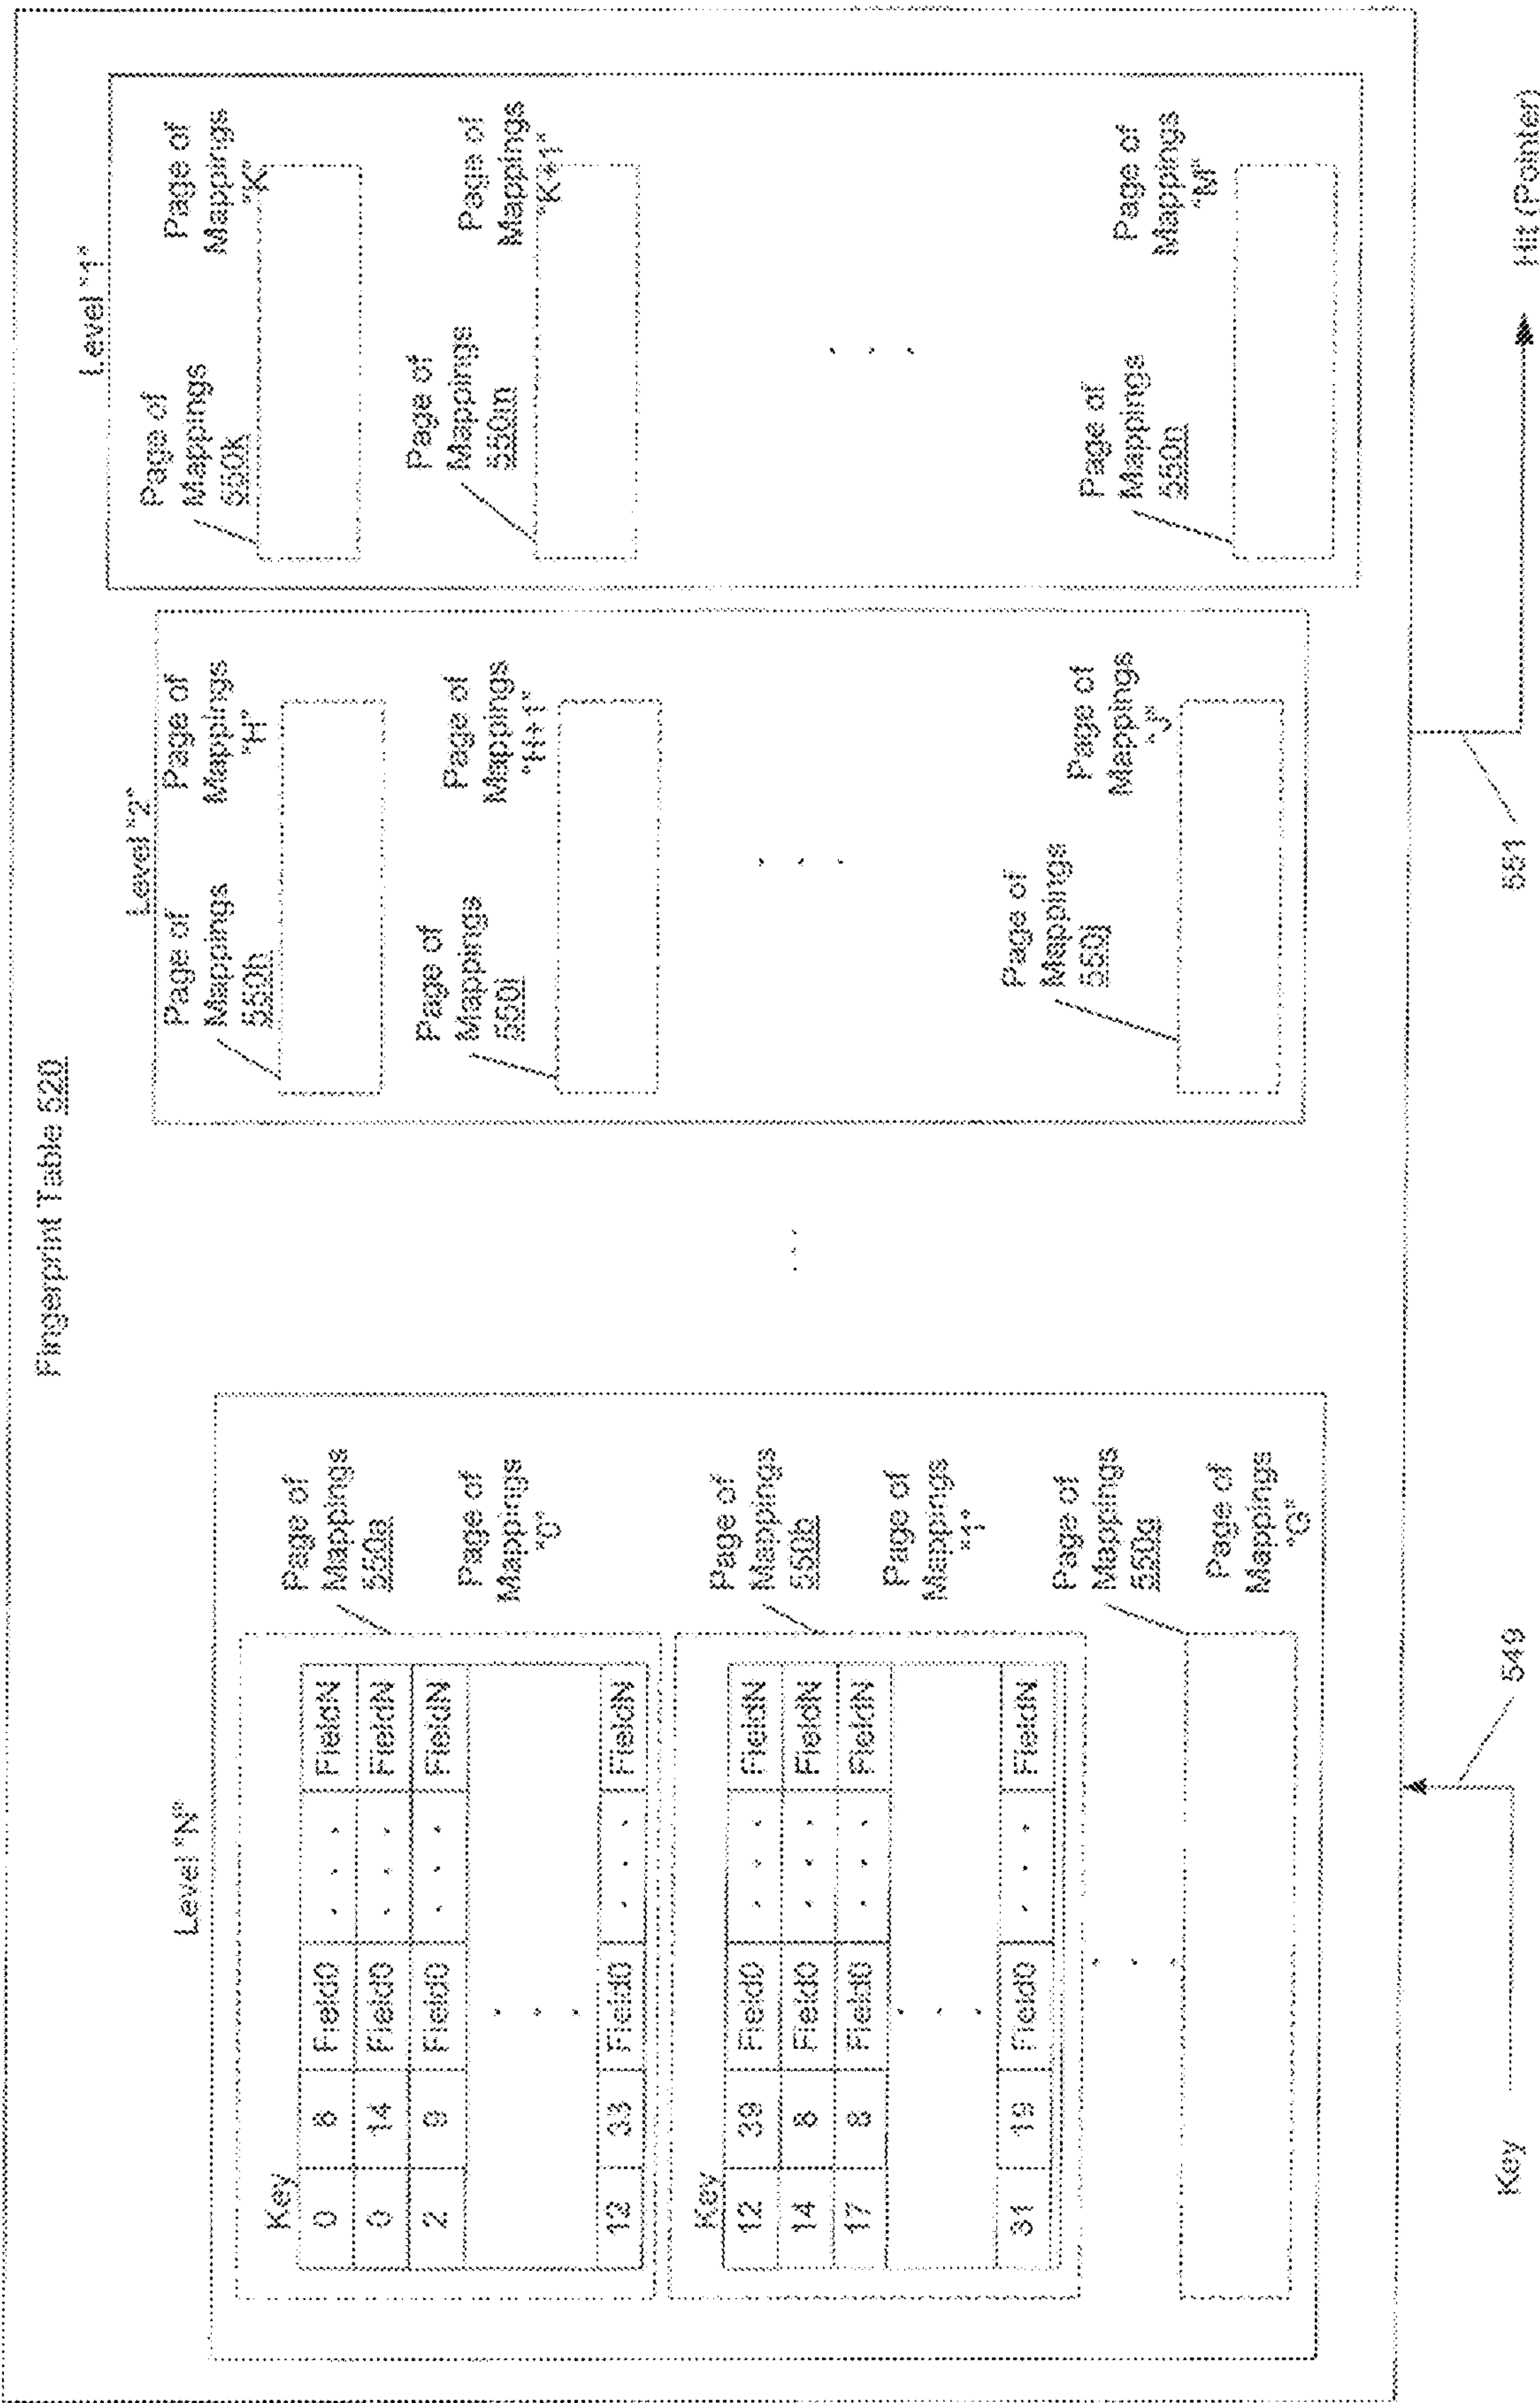 Fingerprint Table 520
Level "N"
Key
0 8 Field0 . . . FieldN
0 14 Field0 . . . FieldN
2 9 Field0 . . . FieldN
. . .
12 33 Field0 . . . FieldN
Page of
Mappings
550a
Page of
Mappings
"0"
Key
12 39 Field0 . . . FieldN
14 8 Field0 . . . FieldN
17 8 Field0 . . . FieldN
. . .
31 19 Field0 . . . FieldN
Page of
Mappings
550b
Page of
Mappings
"1"
. . .
Page of
Mappings
550g
Page of
Mappings
"G"
. . .
Level "2"
Page of
Mappings
550h
Page of
Mappings
"H"
Page of
Mappings
550i
Page of
Mappings
"H+1"
. . .
Page of
Mappings
550j
Page of
Mappings
"J"
Level "1"
Page of
Mappings
550k
Page of
Mappings
"K"
Page of
Mappings
550m
Page of
Mappings
"K+1"
. . .
Page of
Mappings
550n
Page of
Mappings
"M"
Key
549
551
Hit (Pointer)